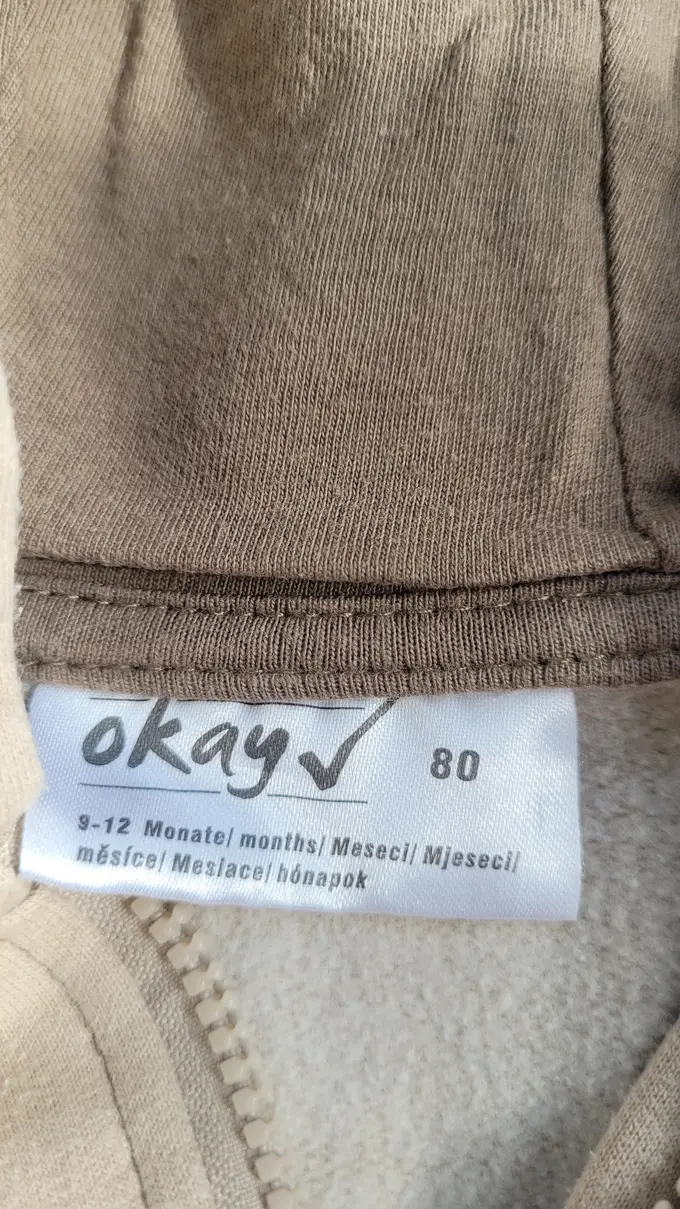 okay✓ 80
9-12 Monate/ months/ Meseci/ Mjeseci/
měsíce/ Mesiace/ hónapok